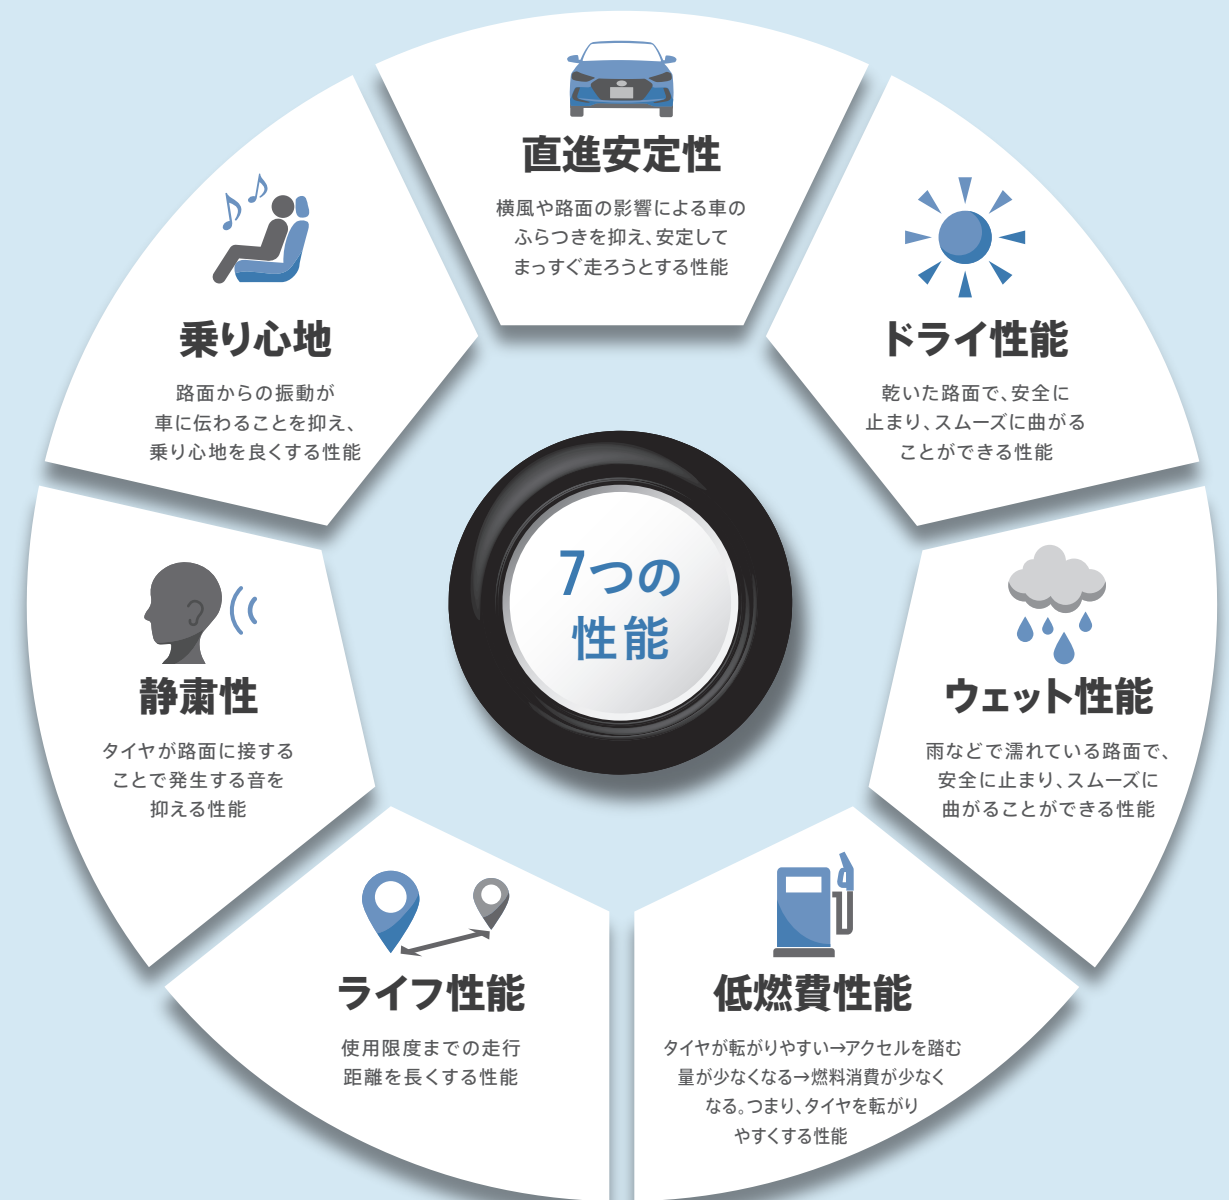 直進安定性
横風や路面の影響による車の
ふらつきを抑え、安定して
まっすぐ走ろうとする性能
ドライ性能
乾いた路面で、安全に
止まり、スムーズに曲がる
ことができる性能
ウェット性能
雨などで濡れている路面で、
安全に止まり、スムーズに
曲がることができる性能
低燃費性能
タイヤが転がりやすい→アクセルを踏む
量が少なくなる→燃料消費が少なく
なる。つまり、タイヤを転がり
やすくする性能
ライフ性能
使用限度までの走行
距離を長くする性能
静粛性
タイヤが路面に接する
ことで発生する音を
抑える性能
乗り心地
路面からの振動が
車に伝わることを抑え、
乗り心地を良くする性能
7つの
性能